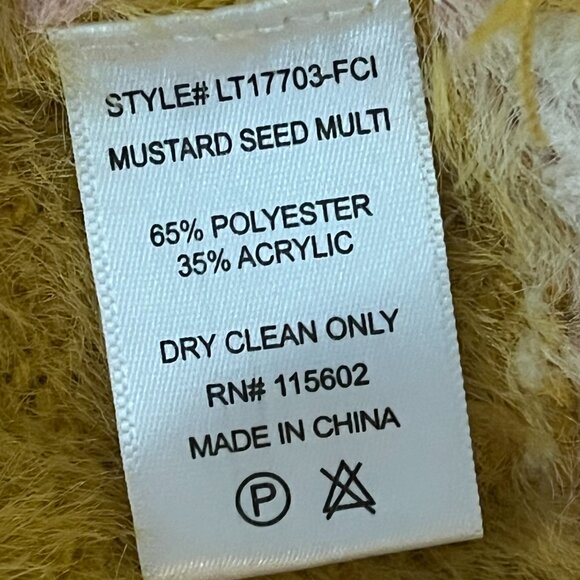 STYLE# LT17703-FCI
MUSTARD SEED MULTI
65% POLYESTER
35% ACRYLIC
DRY CLEAN ONLY
RN# 115602
MADE IN CHINA
P